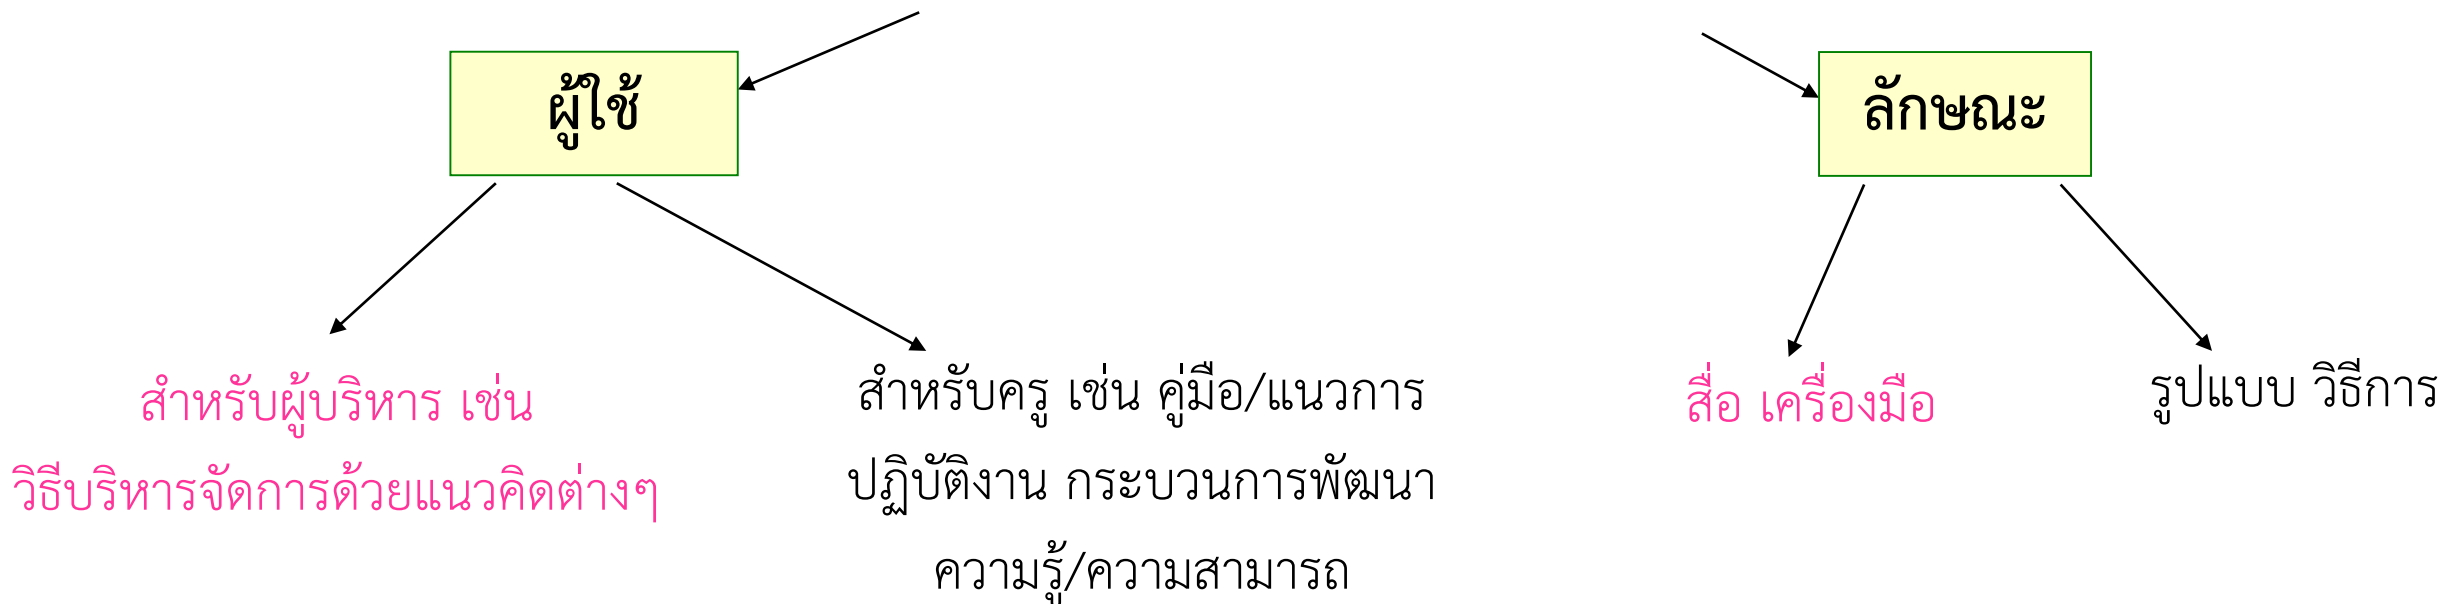 ผู้ใช้
ลักษณะ
สำหรับผู้บริหาร เช่น
วิธีบริหารจัดการด้วยแนวคิดต่างๆ
สำหรับครู เช่น คู่มือ/แนวการ
ปฏิบัติงาน กระบวนการพัฒนา
ความรู้/ความสามารถ
สื่อ เครื่องมือ
รูปแบบ วิธีการ